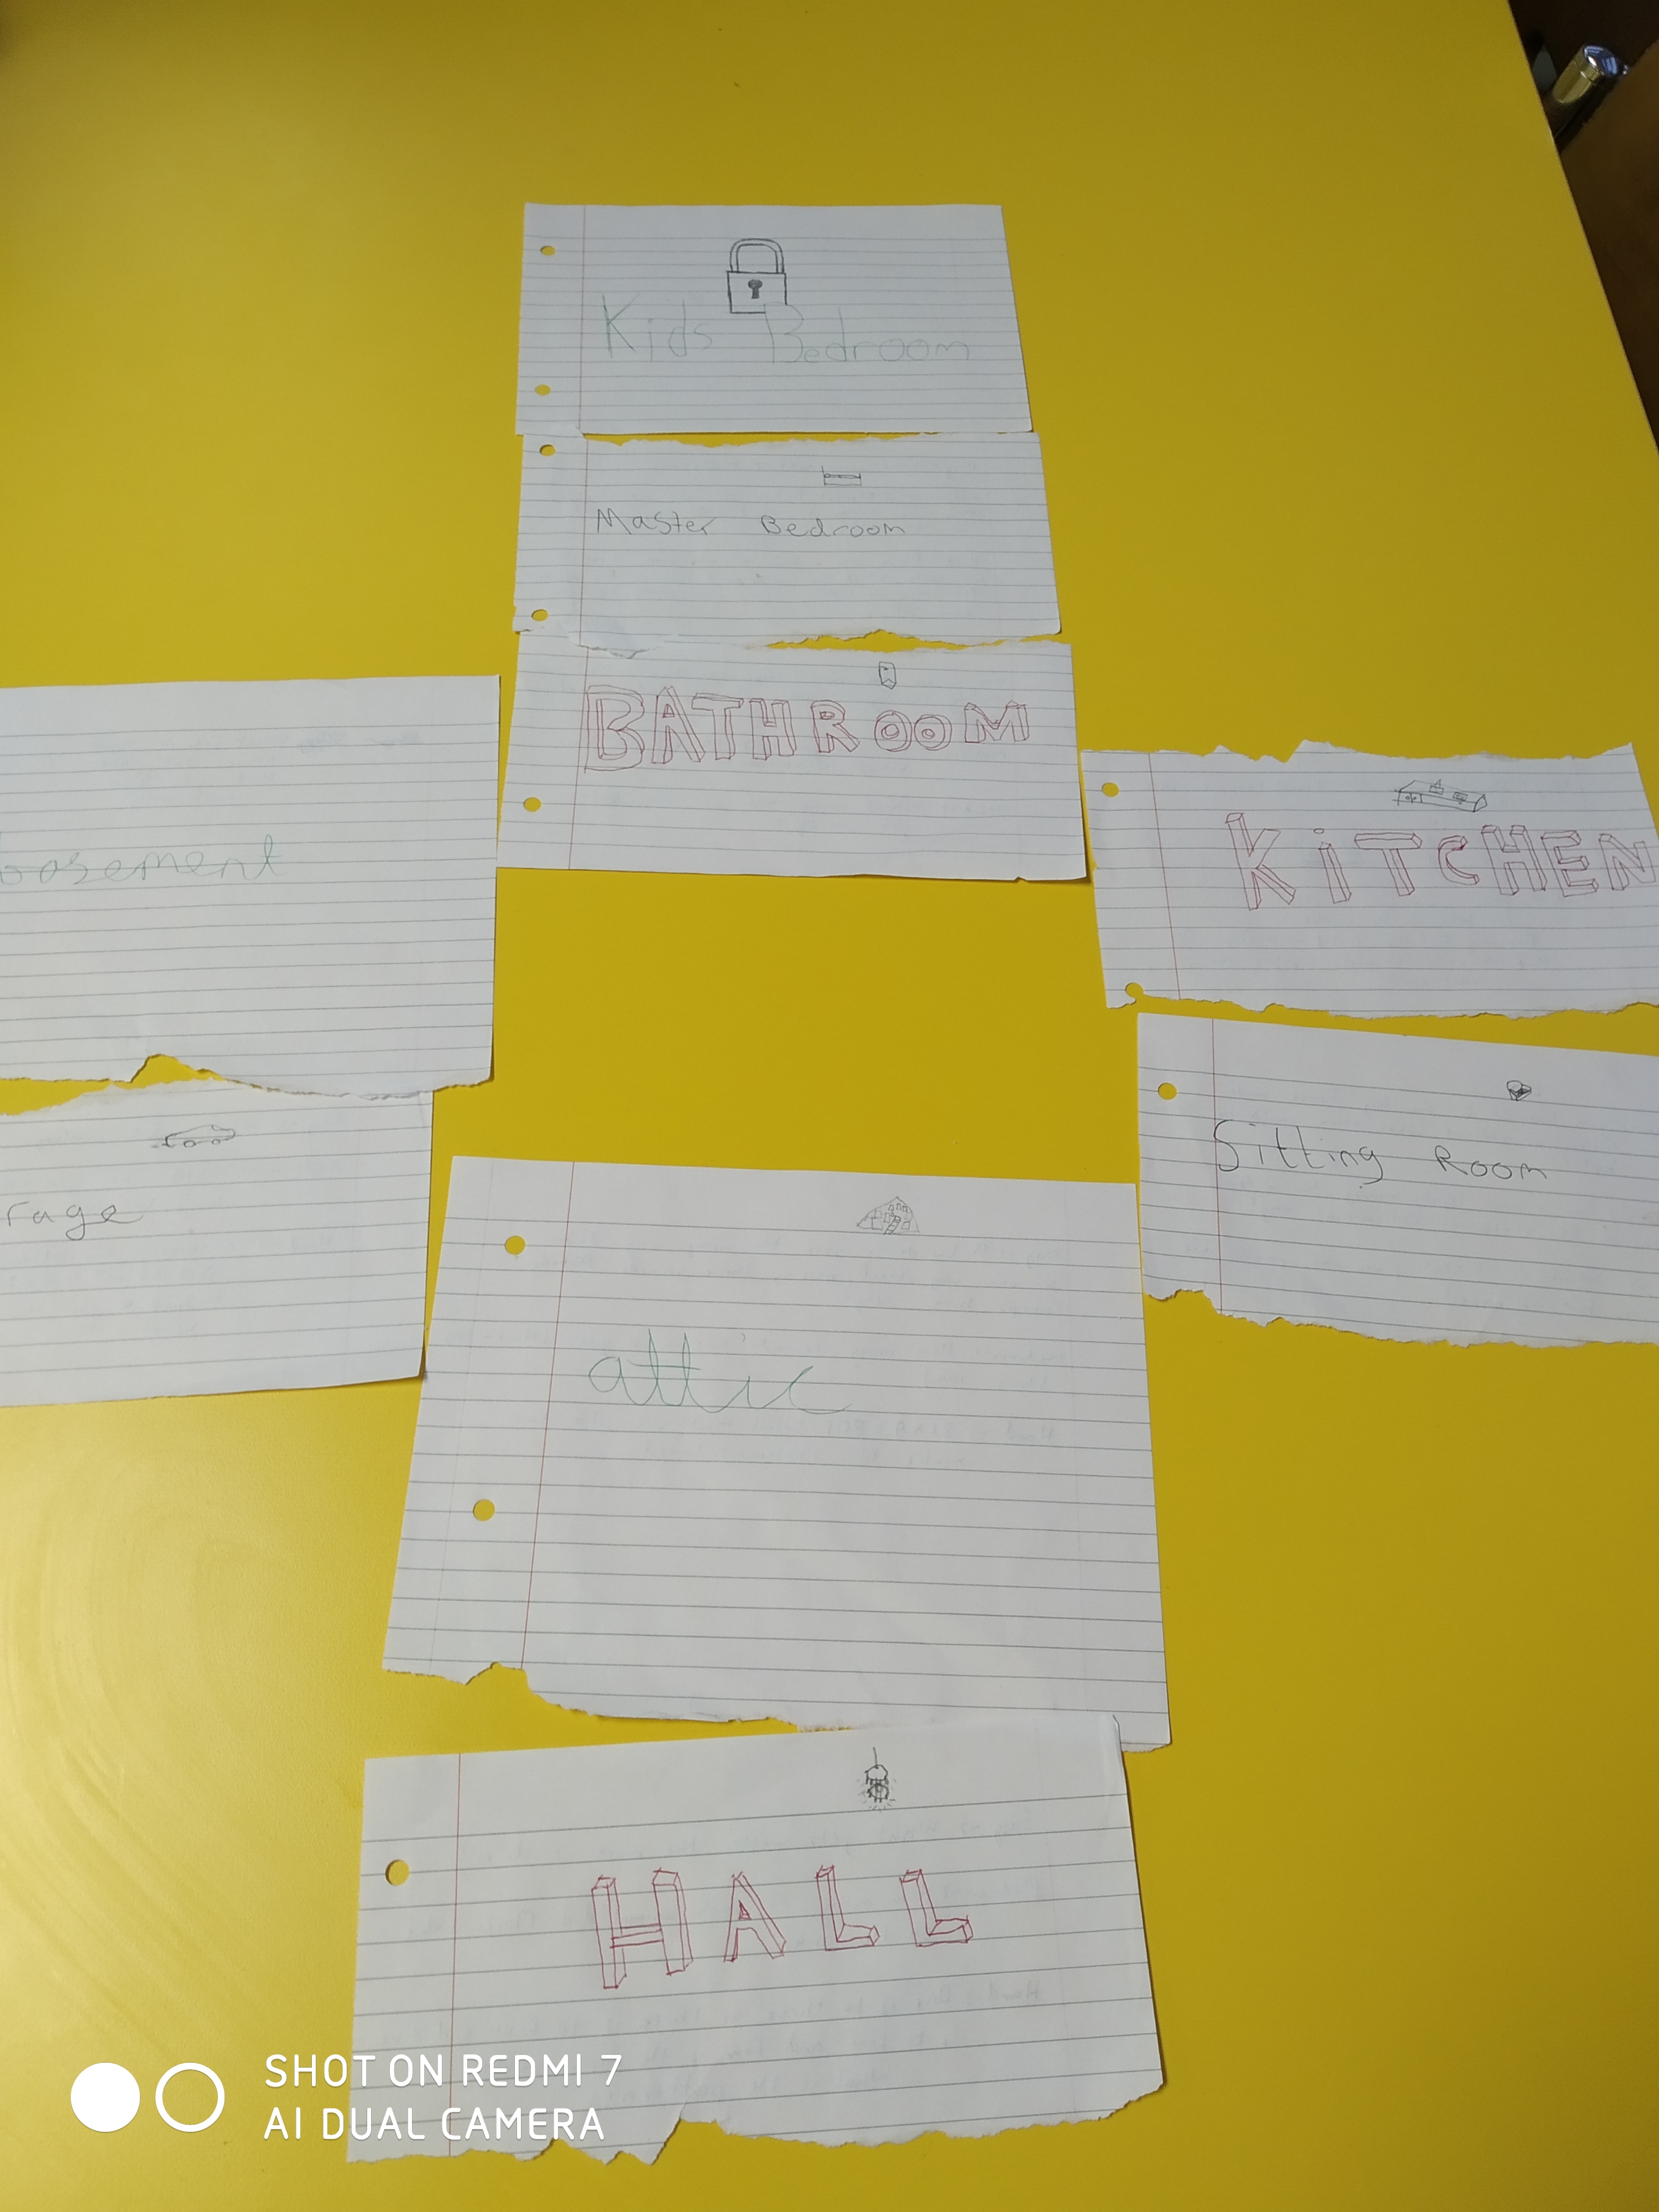 Kids Bedroom
Master Bedroom
BATHROOM
basement
KiTCHEN
Sitting Room
rage
attic
HALL
SHOT ON REDMI 7
AI DUAL CAMERA